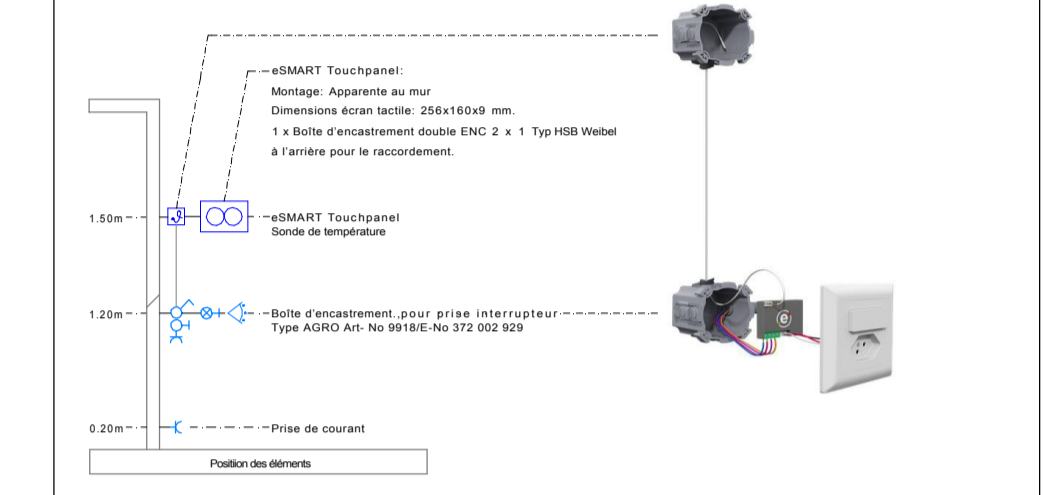 eSMART Touchpanel:
Montage: Apparente au mur
Dimensions écran tactile: 256x160x9 mm.
1 x Boîte d'encastrement double ENC 2 x 1 Typ HSB Weibel
à l'arrière pour le raccordement.
1.50m
eSMART Touchpanel
Sonde de température
1.20m
Boîte d'encastrement.,pour prise interrupteur
Type AGRO Art- No 9918/E-No 372 002 929
e
0.20m
Prise de courant
Positiion des éléments